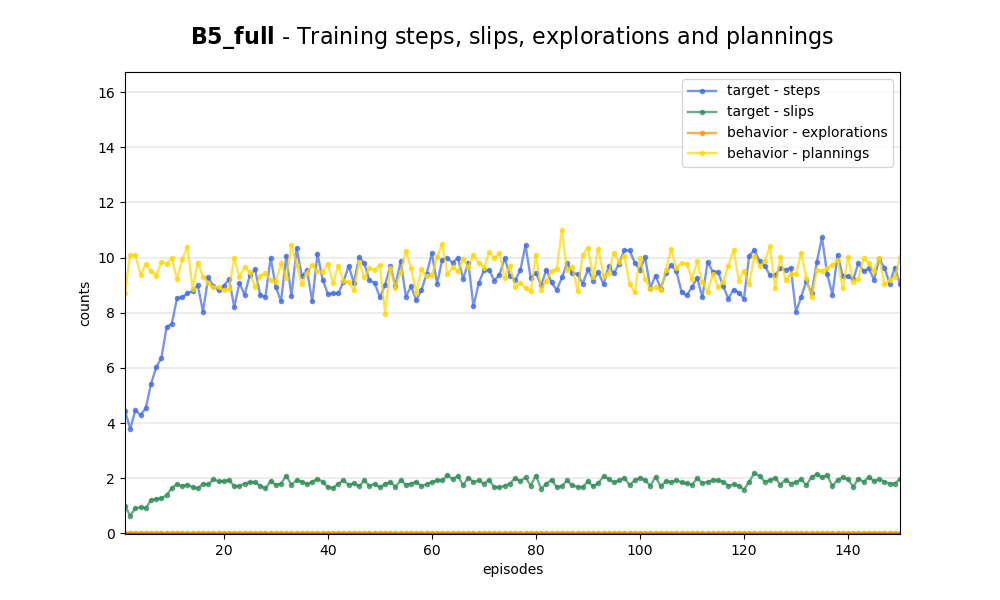 B5_full - Training steps, slips, explorations and plannings
16
14
12
10
8
6
4
2
0
counts
target - steps
target - slips
behavior - explorations
behavior - plannings
20
40
60
80
100
120
140
episodes